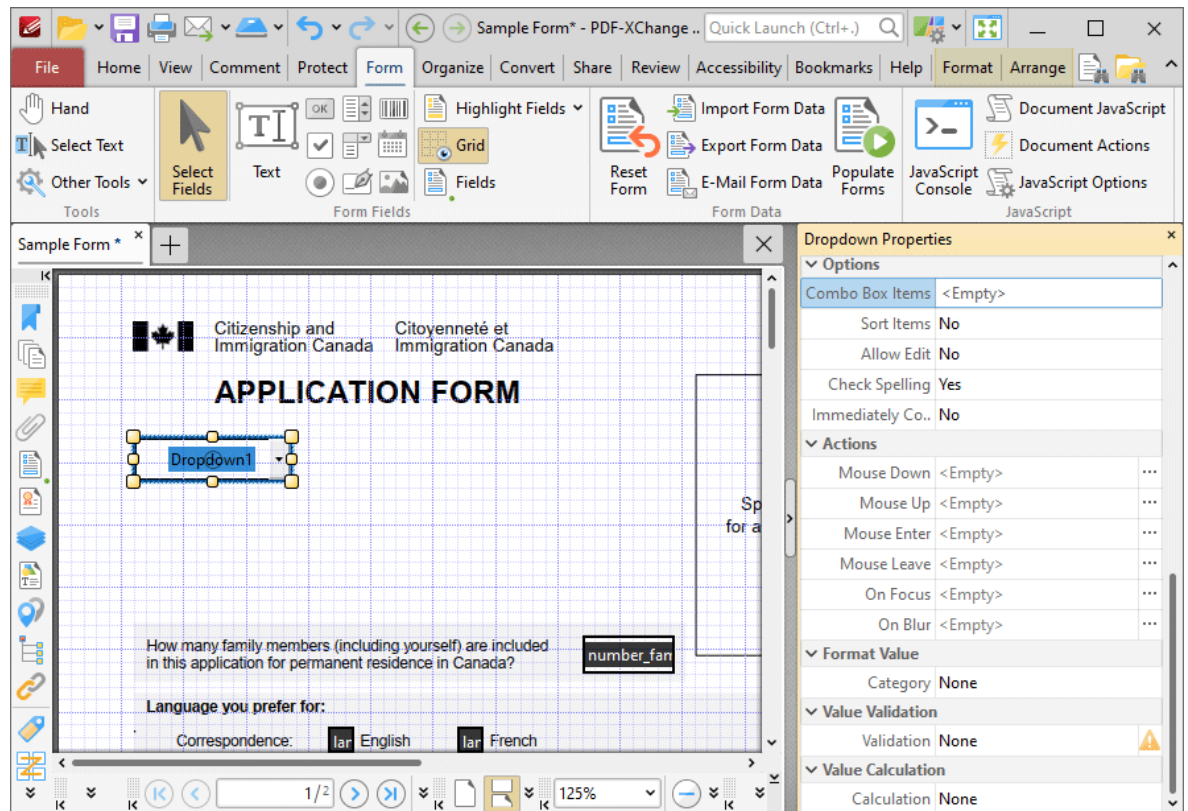 Sample Form* - PDF-XChange .. Quick Launch (Ctrl+.)
File Home View Comment Protect Form Organize Convert Share Review Accessibility Bookmarks Help Format Arrange
Hand
Select Text
Other Tools
Tools
Select Fields
Text
OK
Highlight Fields
Grid
Fields
Form Fields
Reset Form
Import Form Data
Export Form Data
E-Mail Form Data
Populate Forms
Form Data
JavaScript Console
Document JavaScript
Document Actions
JavaScript Options
JavaScript
Sample Form *
Citizenship and Immigration Canada
Citoyenneté et Immigration Canada
APPLICATION FORM
Dropdown1
Sp
for a
How many family members (including yourself) are included
in this application for permanent residence in Canada?
number_fam
Language you prefer for:
Correspondence: lar English lar French
1/2
125%
Dropdown Properties
Options
Combo Box Items <Empty>
Sort Items No
Allow Edit No
Check Spelling Yes
Immediately Co.. No
Actions
Mouse Down <Empty>
Mouse Up <Empty>
Mouse Enter <Empty>
Mouse Leave <Empty>
On Focus <Empty>
On Blur <Empty>
Format Value
Category None
Value Validation
Validation None
Value Calculation
Calculation None